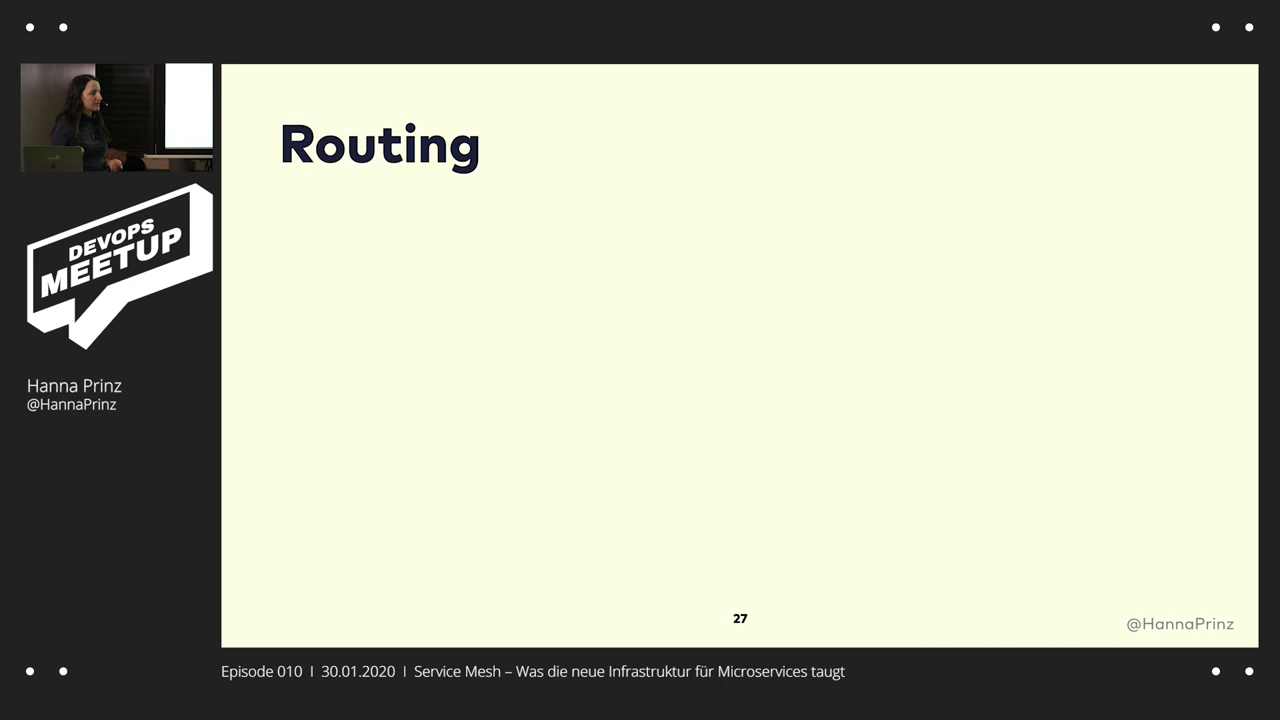 DEVOPS
MEETUP
Hanna Prinz
@HannaPrinz
Routing
27
@HannaPrinz
Episode 010 | 30.01.2020 | Service Mesh – Was die neue Infrastruktur für Microservices taugt